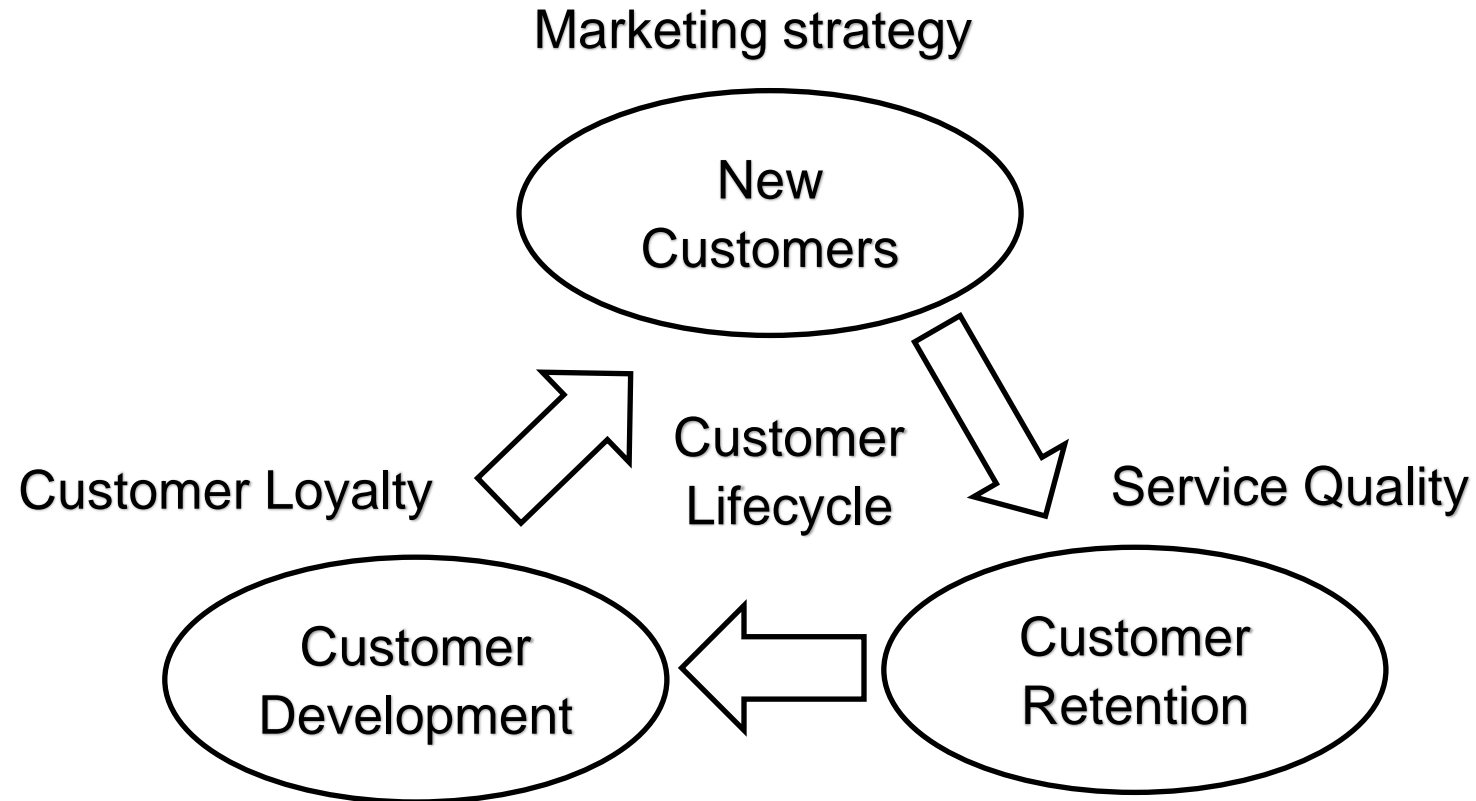 Marketing strategy
New
Customers
Customer
Lifecycle
Customer Loyalty
Service Quality
Customer
Development
Customer
Retention